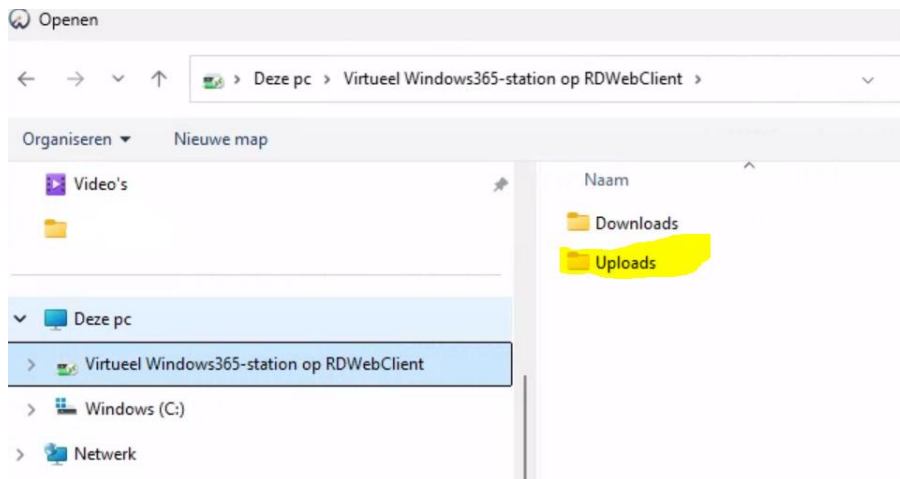 Openen
Deze pc > Virtueel Windows365-station op RDWebClient >
Organiseren Nieuwe map
Video's
Deze pc
Virtueel Windows365-station op RDWebClient
Windows (C:)
Netwerk
Naam
Downloads
Uploads